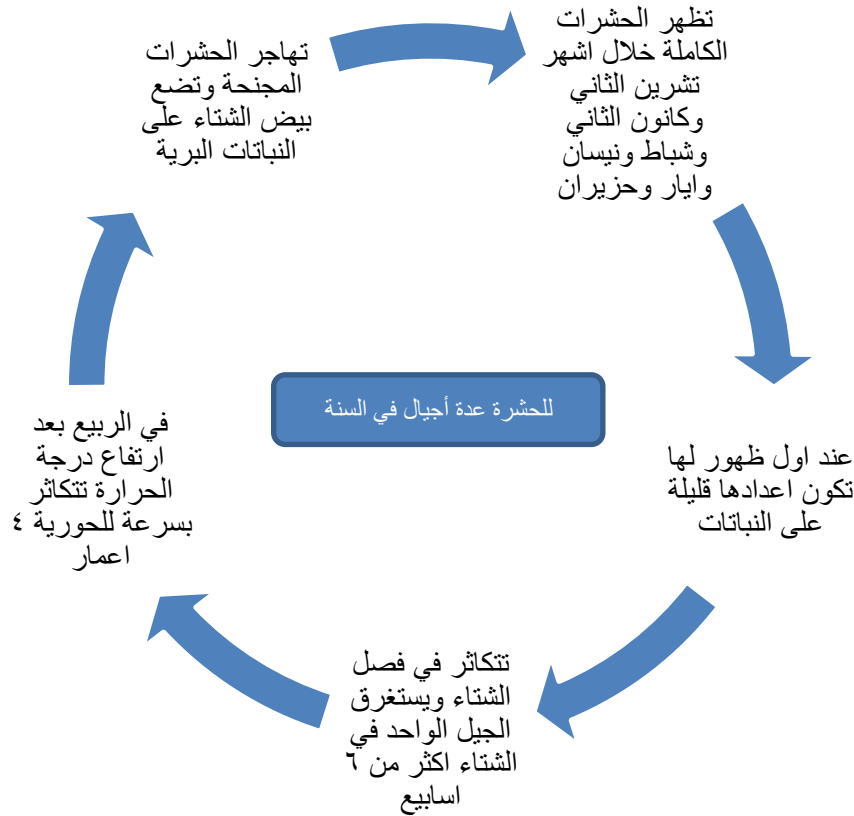 تظهر الحشرات
الكاملة خلال اشهر
تشرين الثاني
وكانون الثاني
وشباط ونيسان
وايار وحزيران
عند اول ظهور لها
تكون اعدادها قليلة
على النباتات
تتكاثر في فصل
الشتاء ويستغرق
الجيل الواحد في
الشتاء اكثر من ٦
اسابيع
في الربيع بعد
ارتفاع درجة
الحرارة تتكاثر
بسرعة للحورية ٤
اعمار
تهاجر الحشرات
المجنحة وتضع
بيض الشتاء على
النباتات البرية
للحشرة عدة أجيال في السنة